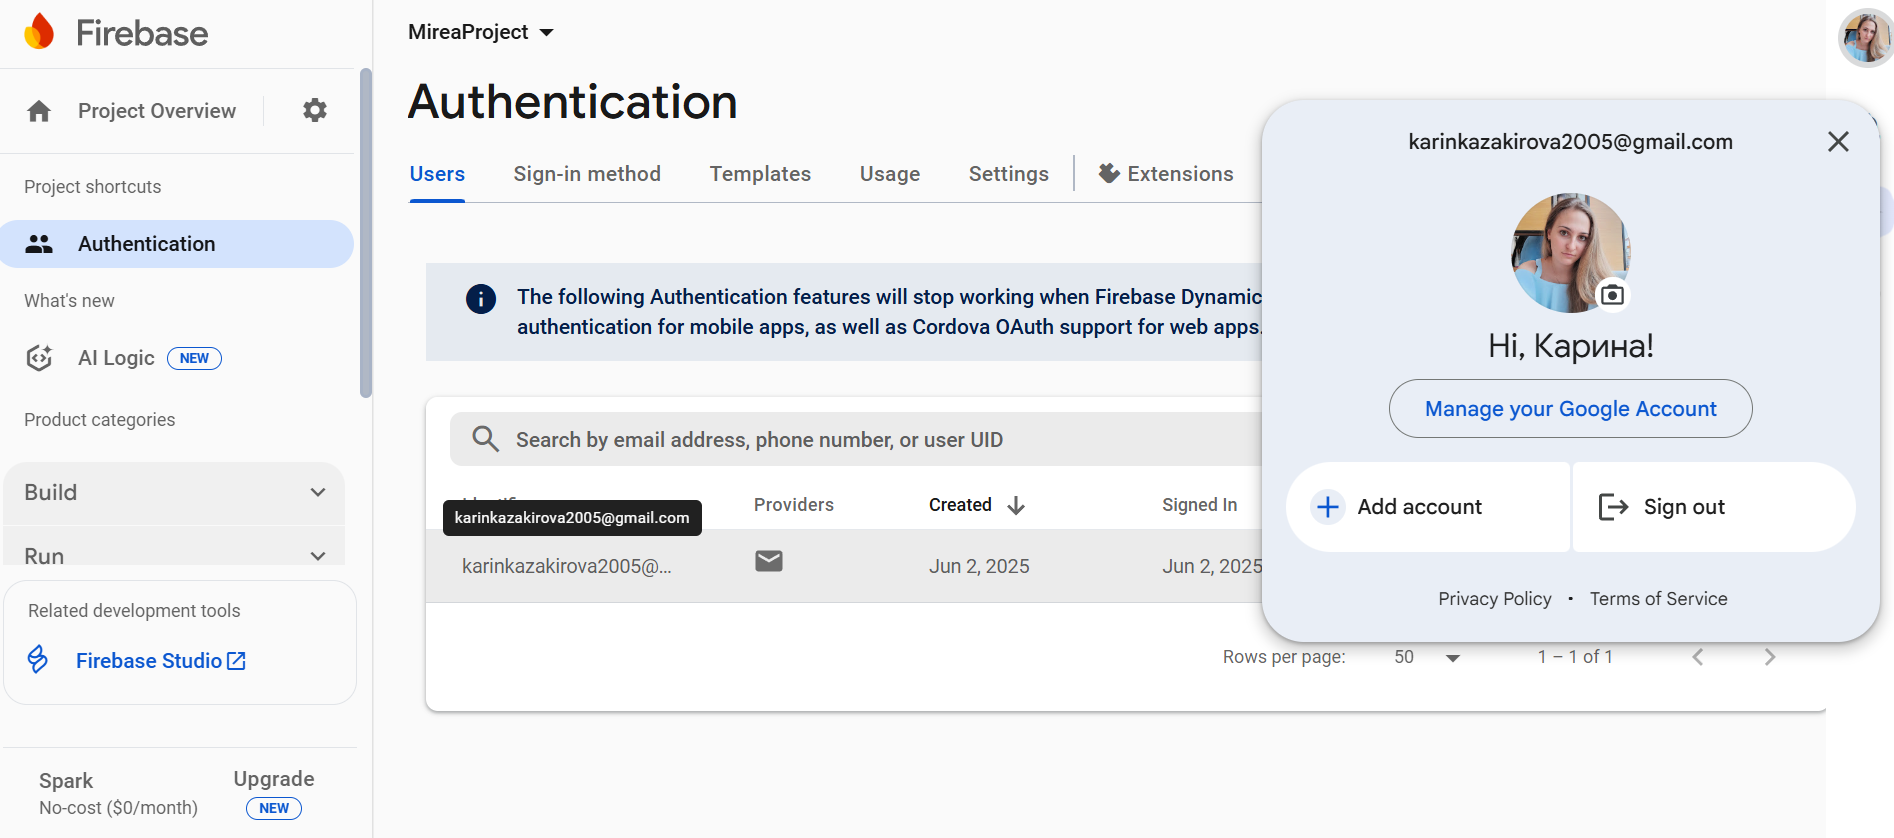 Firebase
Project Overview
Project shortcuts
Authentication
What's new
AI Logic NEW
Product categories
Build
Run
Related development tools
Firebase Studio
Spark
No-cost ($0/month)
Upgrade
NEW
MireaProject
Authentication
Users Sign-in method Templates Usage Settings Extensions
The following Authentication features will stop working when Firebase Dynamic
authentication for mobile apps, as well as Cordova OAuth support for web apps.
Search by email address, phone number, or user UID
Providers Created Signed In
karinkazakirova2005@gmail.com
karinkazakirova2005@... Jun 2, 2025 Jun 2, 2025
Rows per page: 50 1 – 1 of 1
karinkazakirova2005@gmail.com
Hi, Карина!
Manage your Google Account
Add account
Sign out
Privacy Policy • Terms of Service